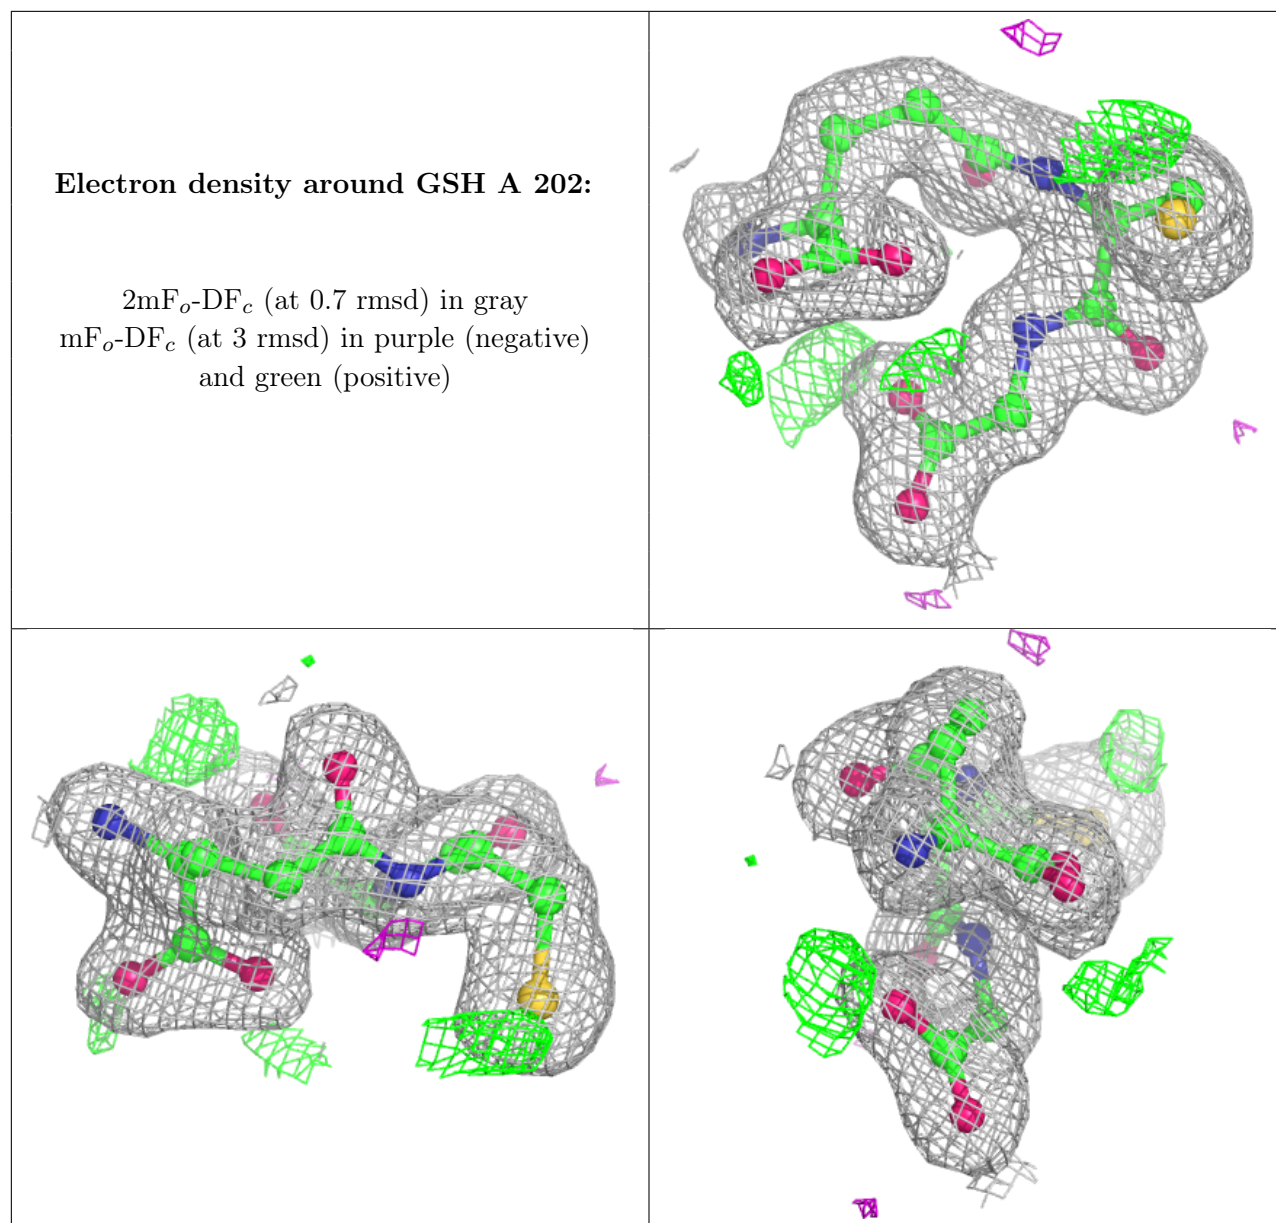 Electron density around GSH A 202:
2mFo-DFc (at 0.7 rmsd) in gray
mFo-DFc (at 3 rmsd) in purple (negative)
and green (positive)